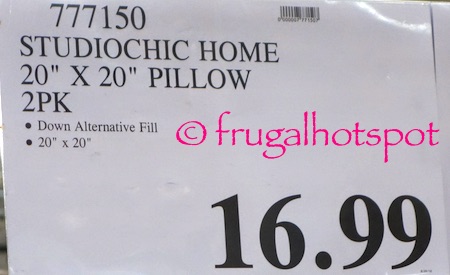 777150
STUDIOCHIC HOME
20" X 20" PILLOW
2PK
• Down Alternative Fill
• 20" x 20"
© frugalhotspot
16.99